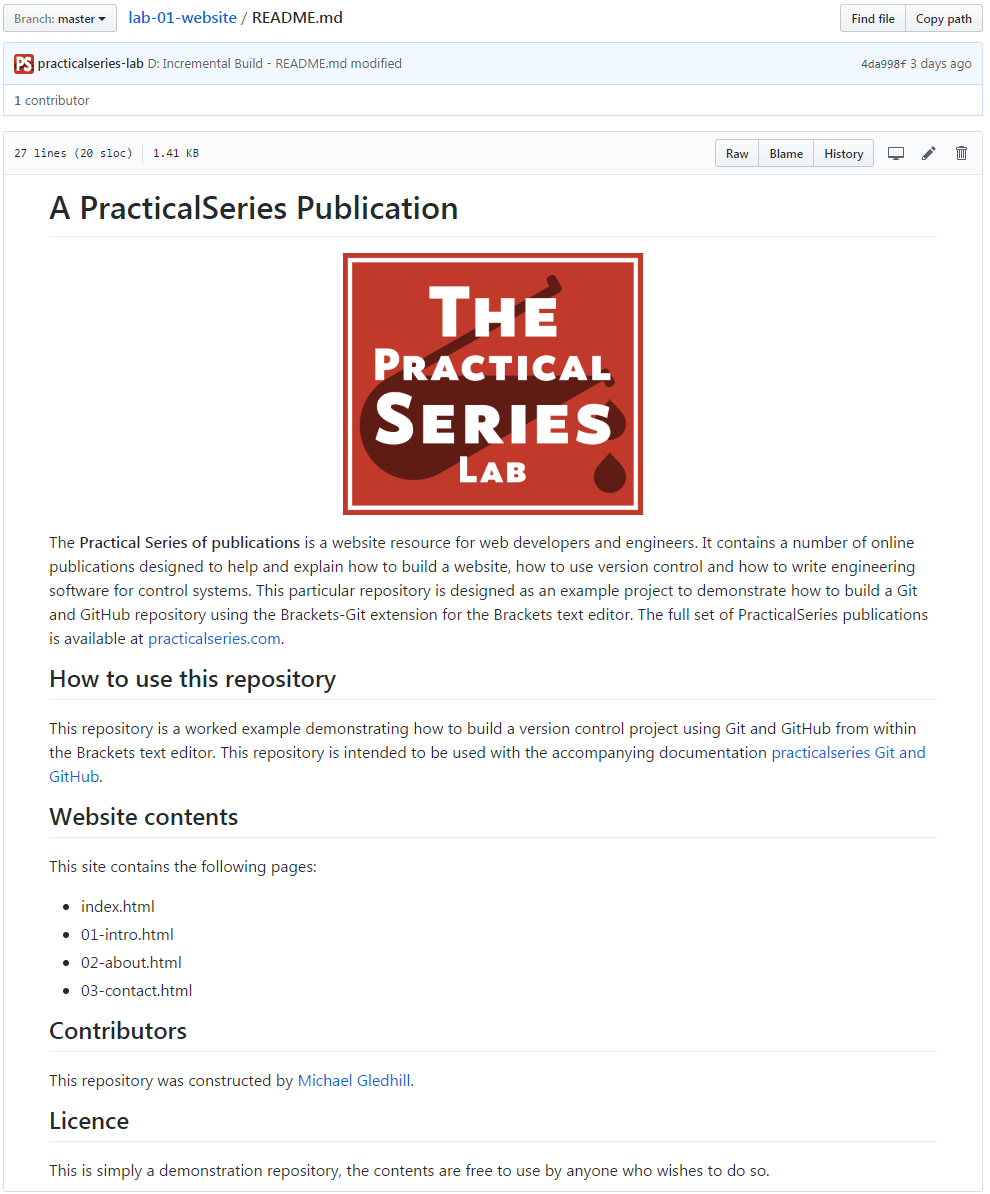 Branch: master
lab-01-website / README.md
Find file
Copy path
PS
practicalseries-lab D: Incremental Build - README.md modified
4da998f 3 days ago
1 contributor
27 lines (20 sloc)
1.41 KB
Raw
Blame
History
A PracticalSeries Publication
THE
PRACTICAL
SERIES
LAB
The Practical Series of publications is a website resource for web developers and engineers. It contains a number of online
publications designed to help and explain how to build a website, how to use version control and how to write engineering
software for control systems. This particular repository is designed as an example project to demonstrate how to build a Git
and GitHub repository using the Brackets-Git extension for the Brackets text editor. The full set of PracticalSeries publications
is available at practicalseries.com.
How to use this repository
This repository is a worked example demonstrating how to build a version control project using Git and GitHub from within
the Brackets text editor. This repository is intended to be used with the accompanying documentation practicalseries Git and
GitHub.
Website contents
This site contains the following pages:
• index.html
• 01-intro.html
• 02-about.html
• 03-contact.html
Contributors
This repository was constructed by Michael Gledhill.
Licence
This is simply a demonstration repository, the contents are free to use by anyone who wishes to do so.